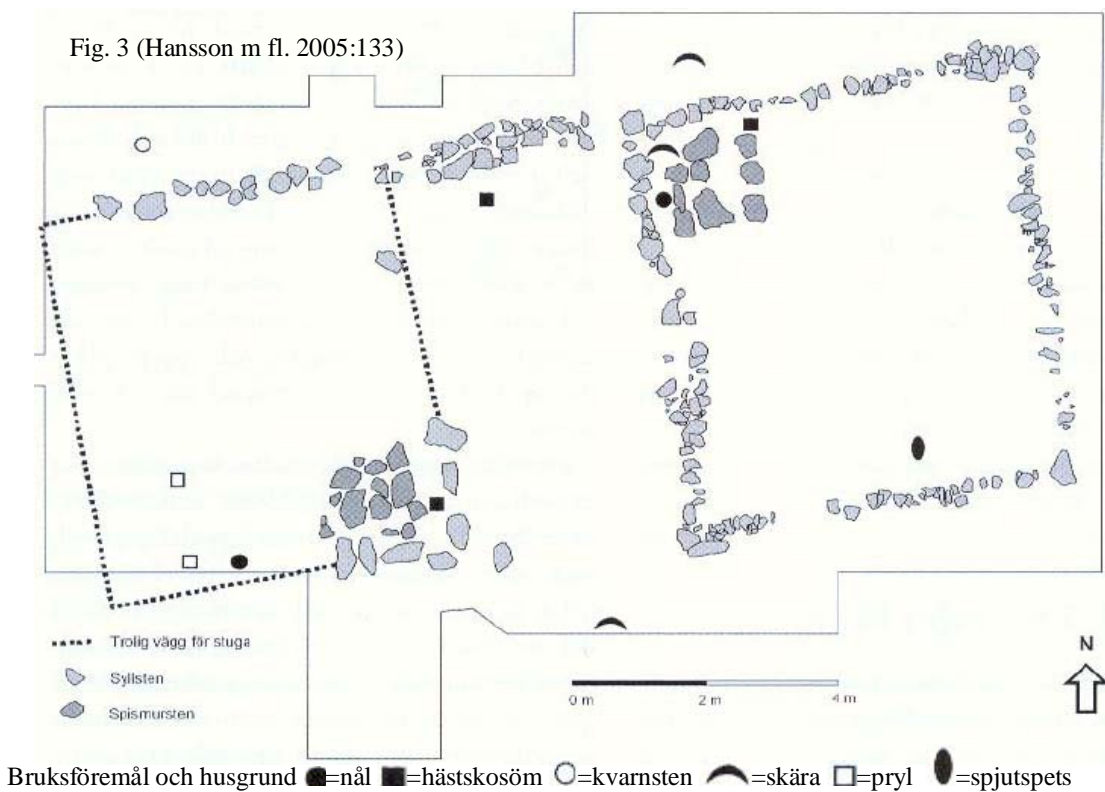 Fig. 3 (Hansson m fl. 2005:133)
Trolig vägg för stuga
Syllsten
Spismursten
0 m 2 m 4 m
N
Bruksföremål och husgrund =nål =hästskosöm =kvarnsten =skära =pryl =spjutspets